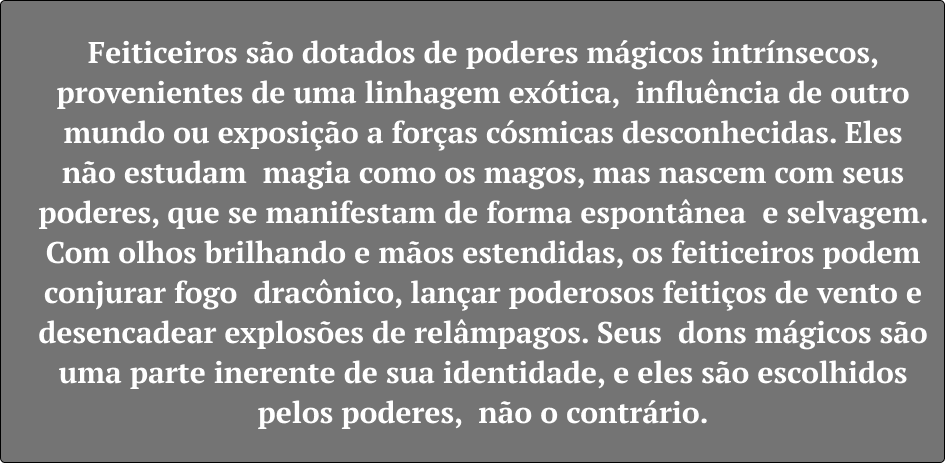 Feiticeiros são dotados de poderes mágicos intrínsecos,
provenientes de uma linhagem exótica,  influência de outro
mundo ou exposição a forças cósmicas desconhecidas. Eles
não estudam  magia como os magos, mas nascem com seus
poderes, que se manifestam de forma espontânea  e selvagem.
Com olhos brilhando e mãos estendidas, os feiticeiros podem
conjurar fogo  dracônico, lançar poderosos feitiços de vento e
desencadear explosões de relâmpagos. Seus  dons mágicos são
uma parte inerente de sua identidade, e eles são escolhidos
pelos poderes,  não o contrário.